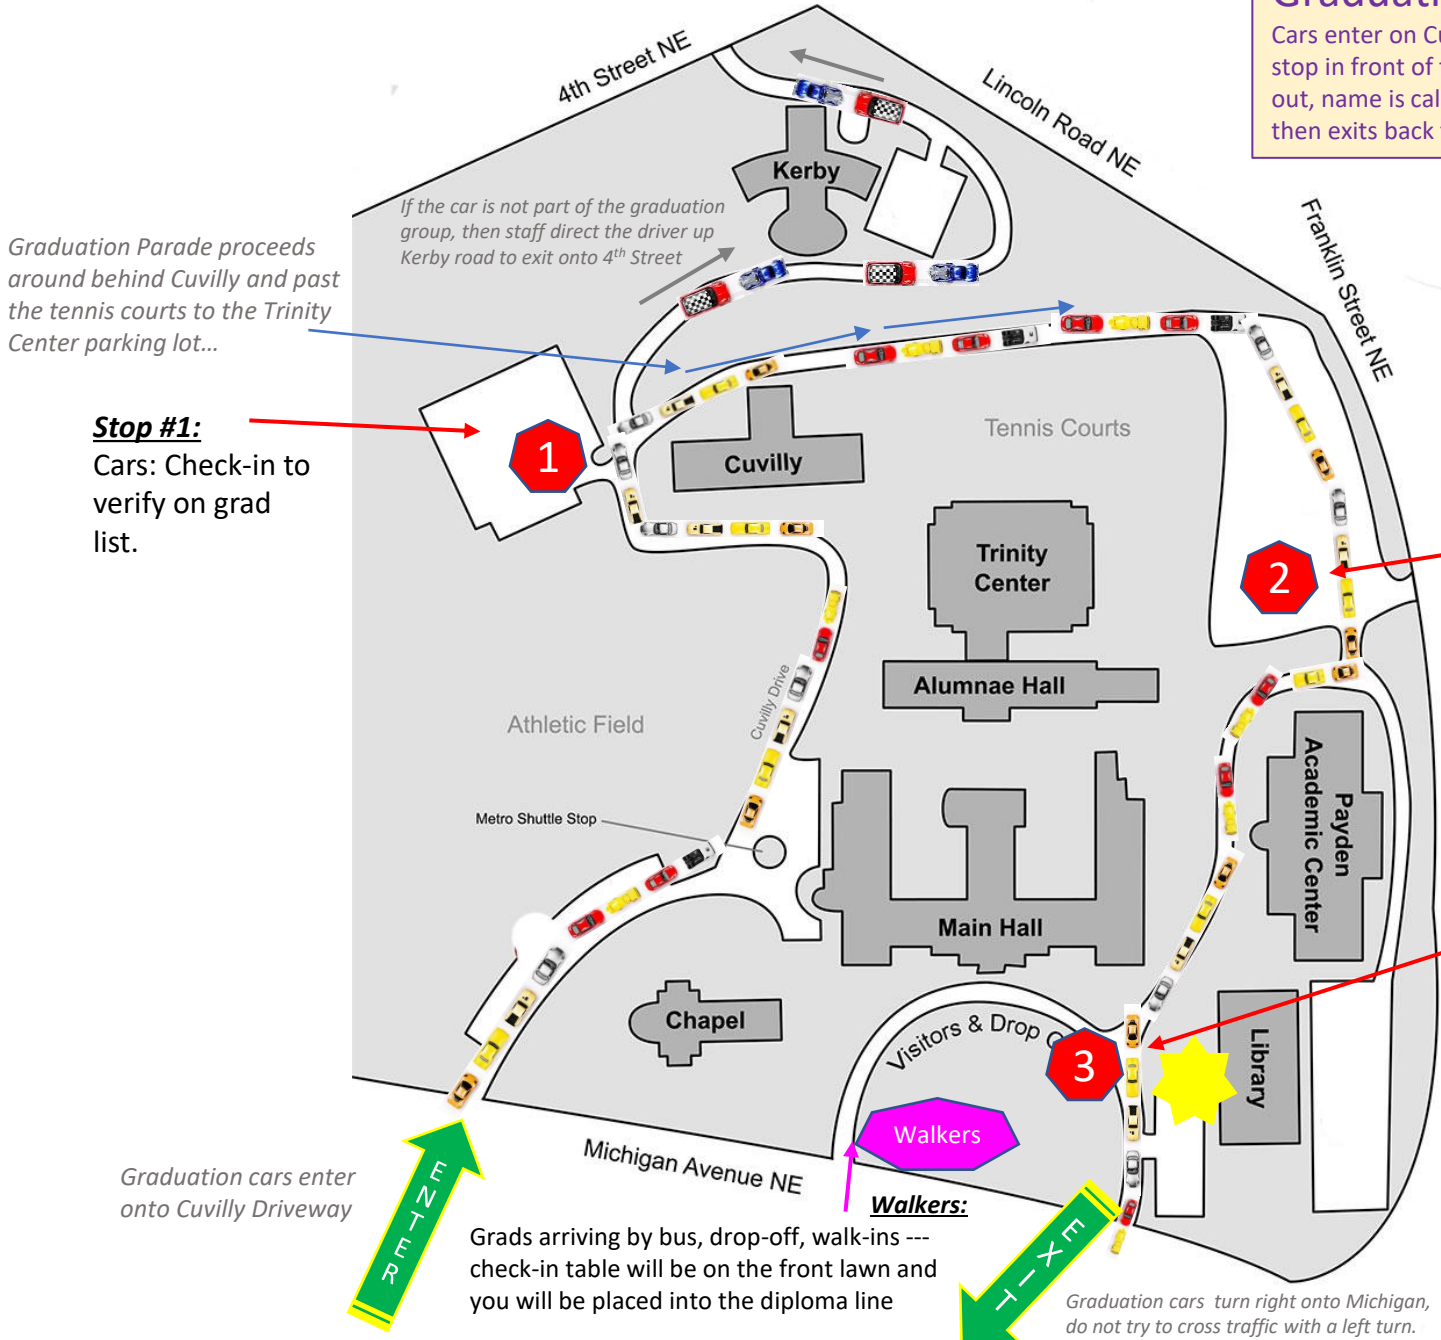 Cars enter on
stop in front of
out, name is
then exits back
4th Street NE
Lincoln Road NE
Franklin Street NE
Kerby
If the car is not part of the graduation
group, then staff direct the driver up
Kerby road to exit onto 4th Street
Graduation Parade proceeds
around behind Cuvilly and past
the tennis courts to the Trinity
Center parking lot...
Stop #1:
Cars: Check-in to
verify on grad
list.
1
Cuvilly
Tennis Courts
Trinity
Center
2
Alumnae Hall
Cuvilly Drive
Athletic Field
Metro Shuttle Stop
Payden
Academic Center
Main Hall
Chapel
Visitors & Drop
3
Library
Walkers
Michigan Avenue NE
ENTER
EXIT
Graduation cars enter
onto Cuvilly Driveway
Walkers:
Grads arriving by bus, drop-off, walk-ins ---
check-in table will be on the front lawn and
you will be placed into the diploma line
Graduation cars turn right onto Michigan,
do not try to cross traffic with a left turn.